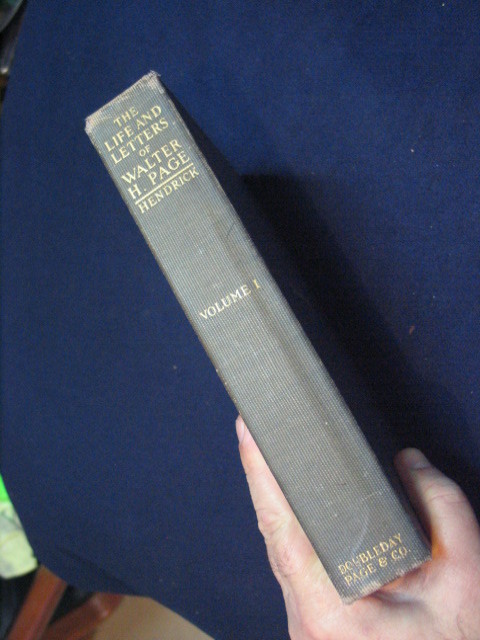 THE
LIFE AND
LETTERS
OF
WALTER
H. PAGE
HENDRICK
VOLUME I
DOUBLEDAY
PAGE & CO.